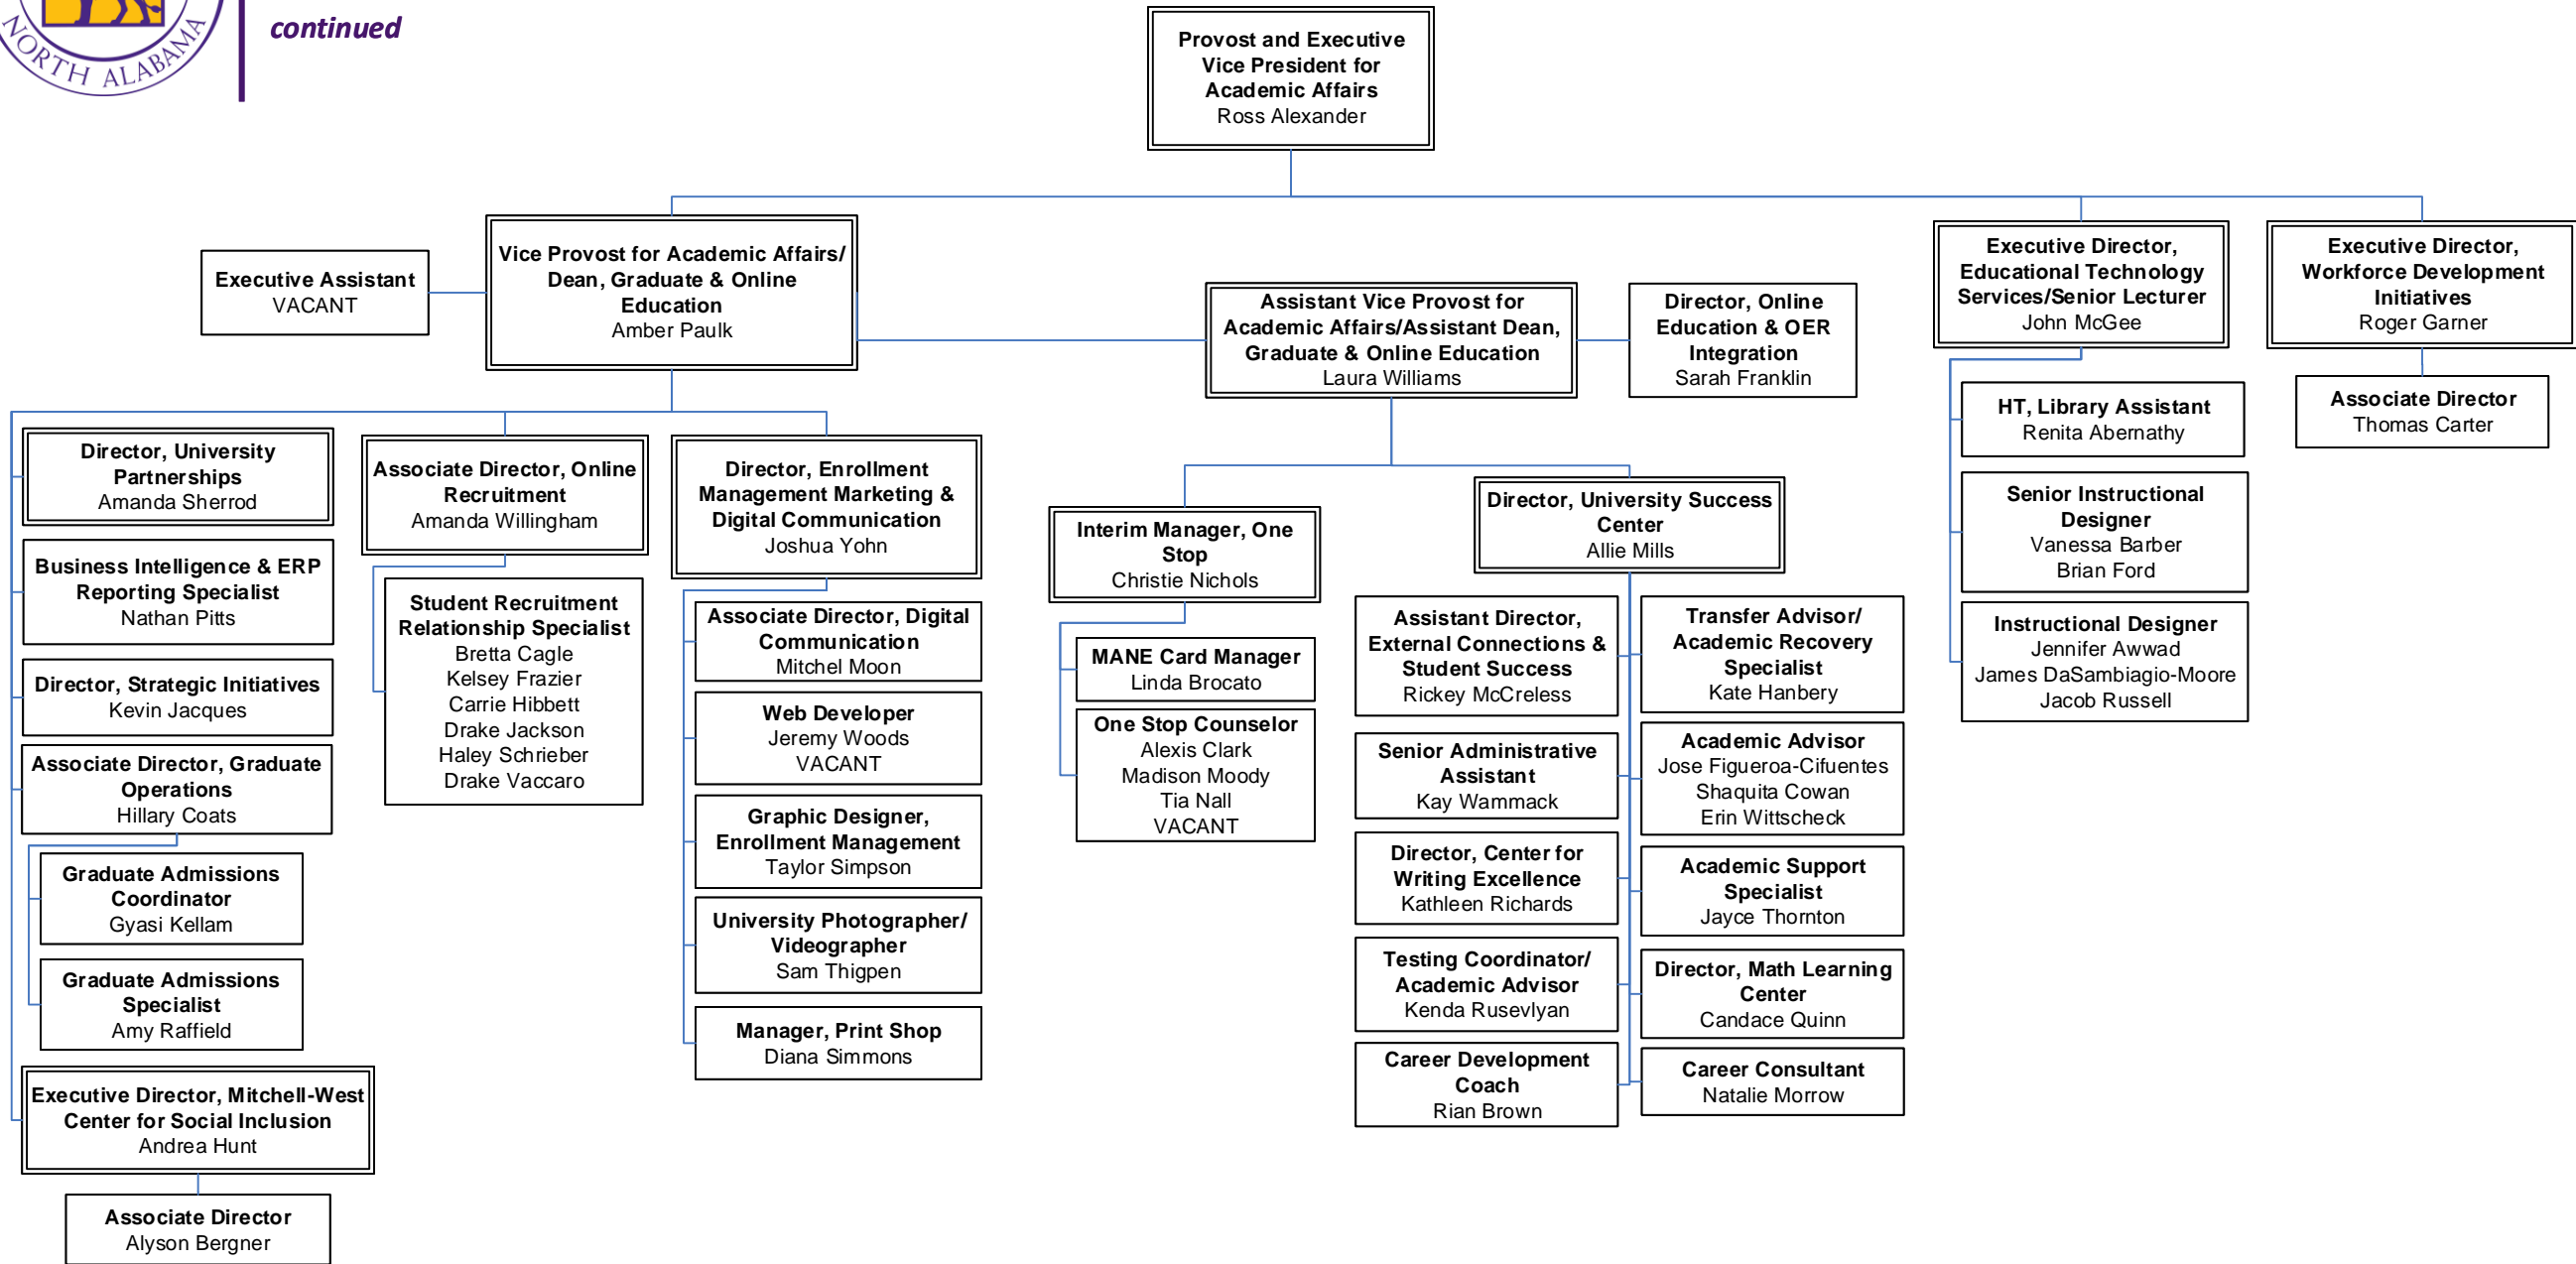 NORTH ALABAMA
continued
Provost and Executive
Vice President for
Academic Affairs
Ross Alexander
Executive Assistant
VACANT
Vice Provost for Academic Affairs/
Dean, Graduate & Online
Education
Amber Paulk
Assistant Vice Provost for
Academic Affairs/Assistant Dean,
Graduate & Online Education
Laura Williams
Director, Online
Education & OER
Integration
Sarah Franklin
Executive Director,
Educational Technology
Services/Senior Lecturer
John McGee
Executive Director,
Workforce Development
Initiatives
Roger Garner
Director, University
Partnerships
Amanda Sherrod
Business Intelligence & ERP
Reporting Specialist
Nathan Pitts
Director, Strategic Initiatives
Kevin Jacques
Associate Director, Graduate
Operations
Hillary Coats
Graduate Admissions
Coordinator
Gyasi Kellam
Graduate Admissions
Specialist
Amy Raffield
Executive Director, Mitchell-West
Center for Social Inclusion
Andrea Hunt
Associate Director
Alyson Bergner
Associate Director, Online
Recruitment
Amanda Willingham
Student Recruitment
Relationship Specialist
Bretta Cagle
Kelsey Frazier
Carrie Hibbett
Drake Jackson
Haley Schrieber
Drake Vaccaro
Director, Enrollment
Management Marketing &
Digital Communication
Joshua Yohn
Associate Director, Digital
Communication
Mitchel Moon
Web Developer
Jeremy Woods
VACANT
Graphic Designer,
Enrollment Management
Taylor Simpson
University Photographer/
Videographer
Sam Thigpen
Manager, Print Shop
Diana Simmons
Interim Manager, One
Stop
Christie Nichols
MANE Card Manager
Linda Brocato
One Stop Counselor
Alexis Clark
Madison Moody
Tia Nall
VACANT
Director, University Success
Center
Allie Mills
Assistant Director,
External Connections &
Student Success
Rickey McCreless
Senior Administrative
Assistant
Kay Wammack
Director, Center for
Writing Excellence
Kathleen Richards
Testing Coordinator/
Academic Advisor
Kenda Rusevlyan
Career Development
Coach
Rian Brown
Transfer Advisor/
Academic Recovery
Specialist
Kate Hanbery
Academic Advisor
Jose Figueroa-Cifuentes
Shaquita Cowan
Erin Wittscheck
Academic Support
Specialist
Jayce Thornton
Director, Math Learning
Center
Candace Quinn
Career Consultant
Natalie Morrow
HT, Library Assistant
Renita Abernathy
Senior Instructional
Designer
Vanessa Barber
Brian Ford
Instructional Designer
Jennifer Awwad
James DaSambiagio-Moore
Jacob Russell
Associate Director
Thomas Carter